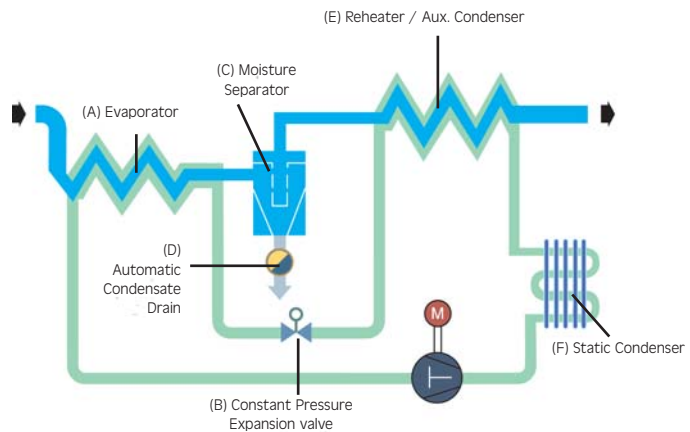 (E) Reheater / Aux. Condenser
(C) Moisture
Separator
(A) Evaporator
(D)
Automatic
Condensate
Drain
M
(F) Static Condenser
(B) Constant Pressure
Expansion valve